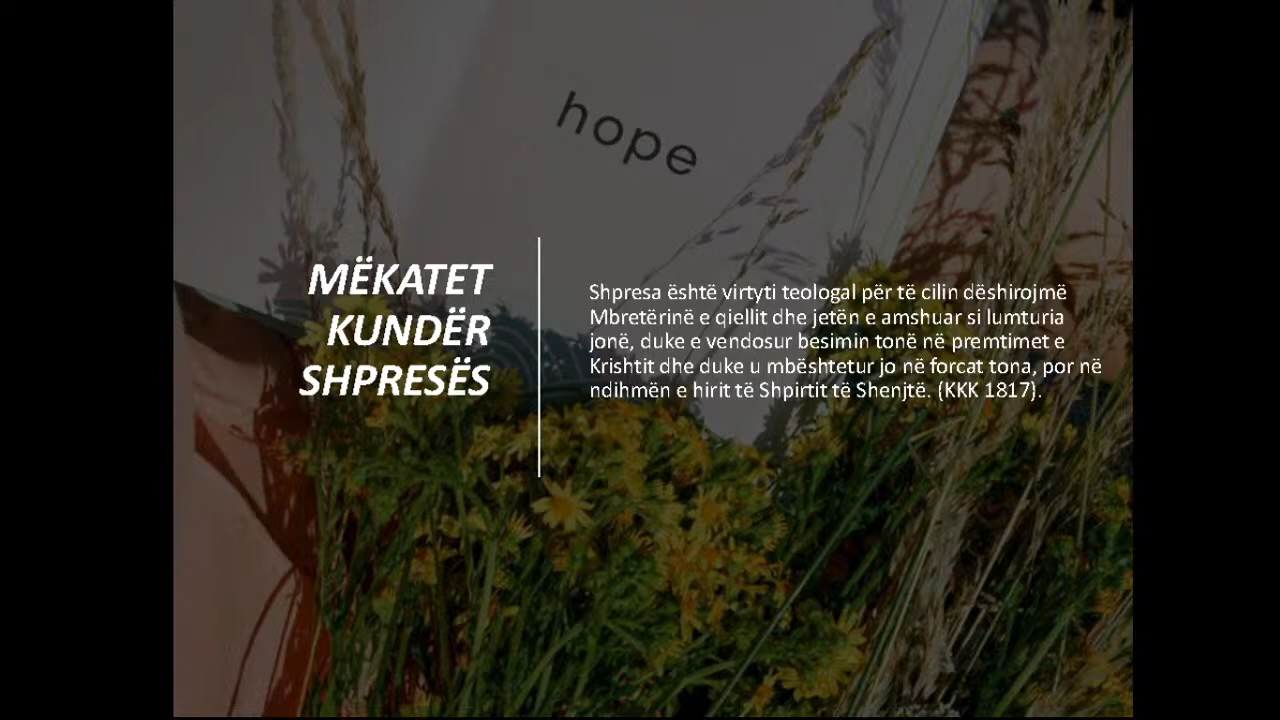 hope
MËKATET
KUNDËR
SHPRESËS
Shpresa është virtyti teologal për të cilin dëshirojmë
Mbretërinë e qiellit dhe jetën e amshuar si lumturia
jonë, duke e vendosur besimin tonë në premtimet e
Krishtit dhe duke u mbështetur jo në forcat tona, por në
ndihmën e hirit të Shpirtit të Shenjtë. (KKK 1817).